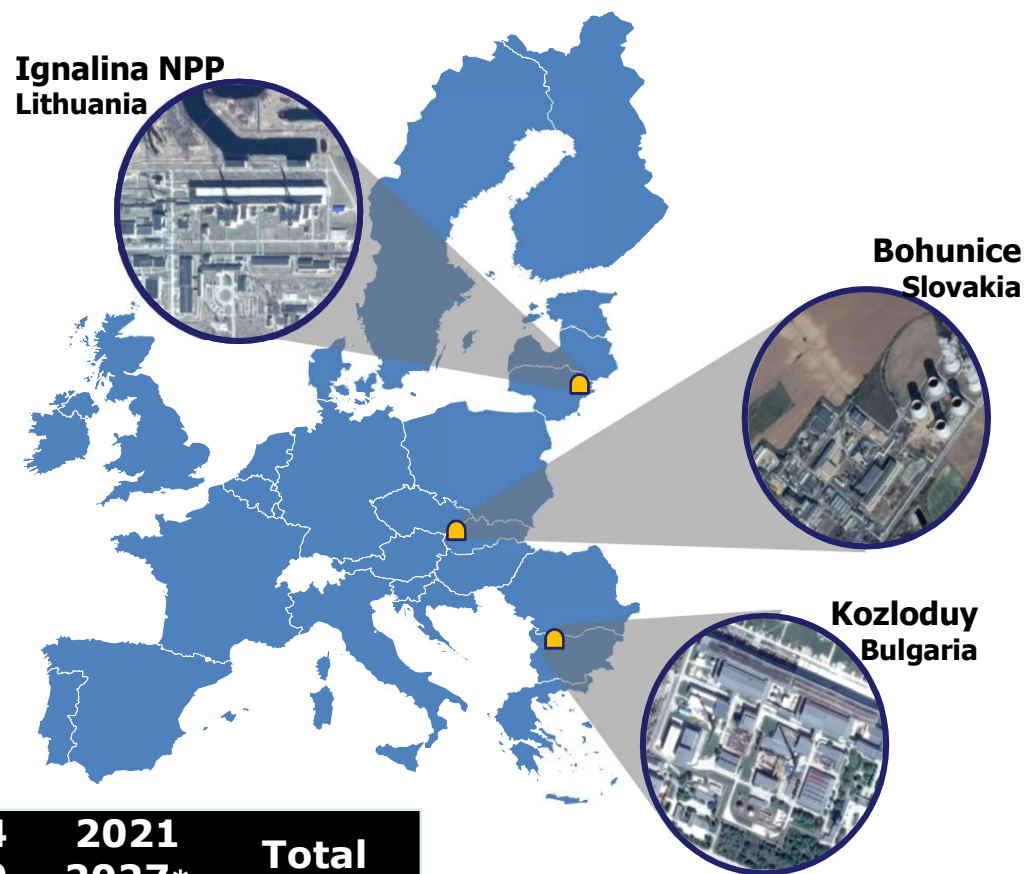 Ignalina NPP
Lithuania
Bohunice
Slovakia
Kozloduy
Bulgaria
2021
Total